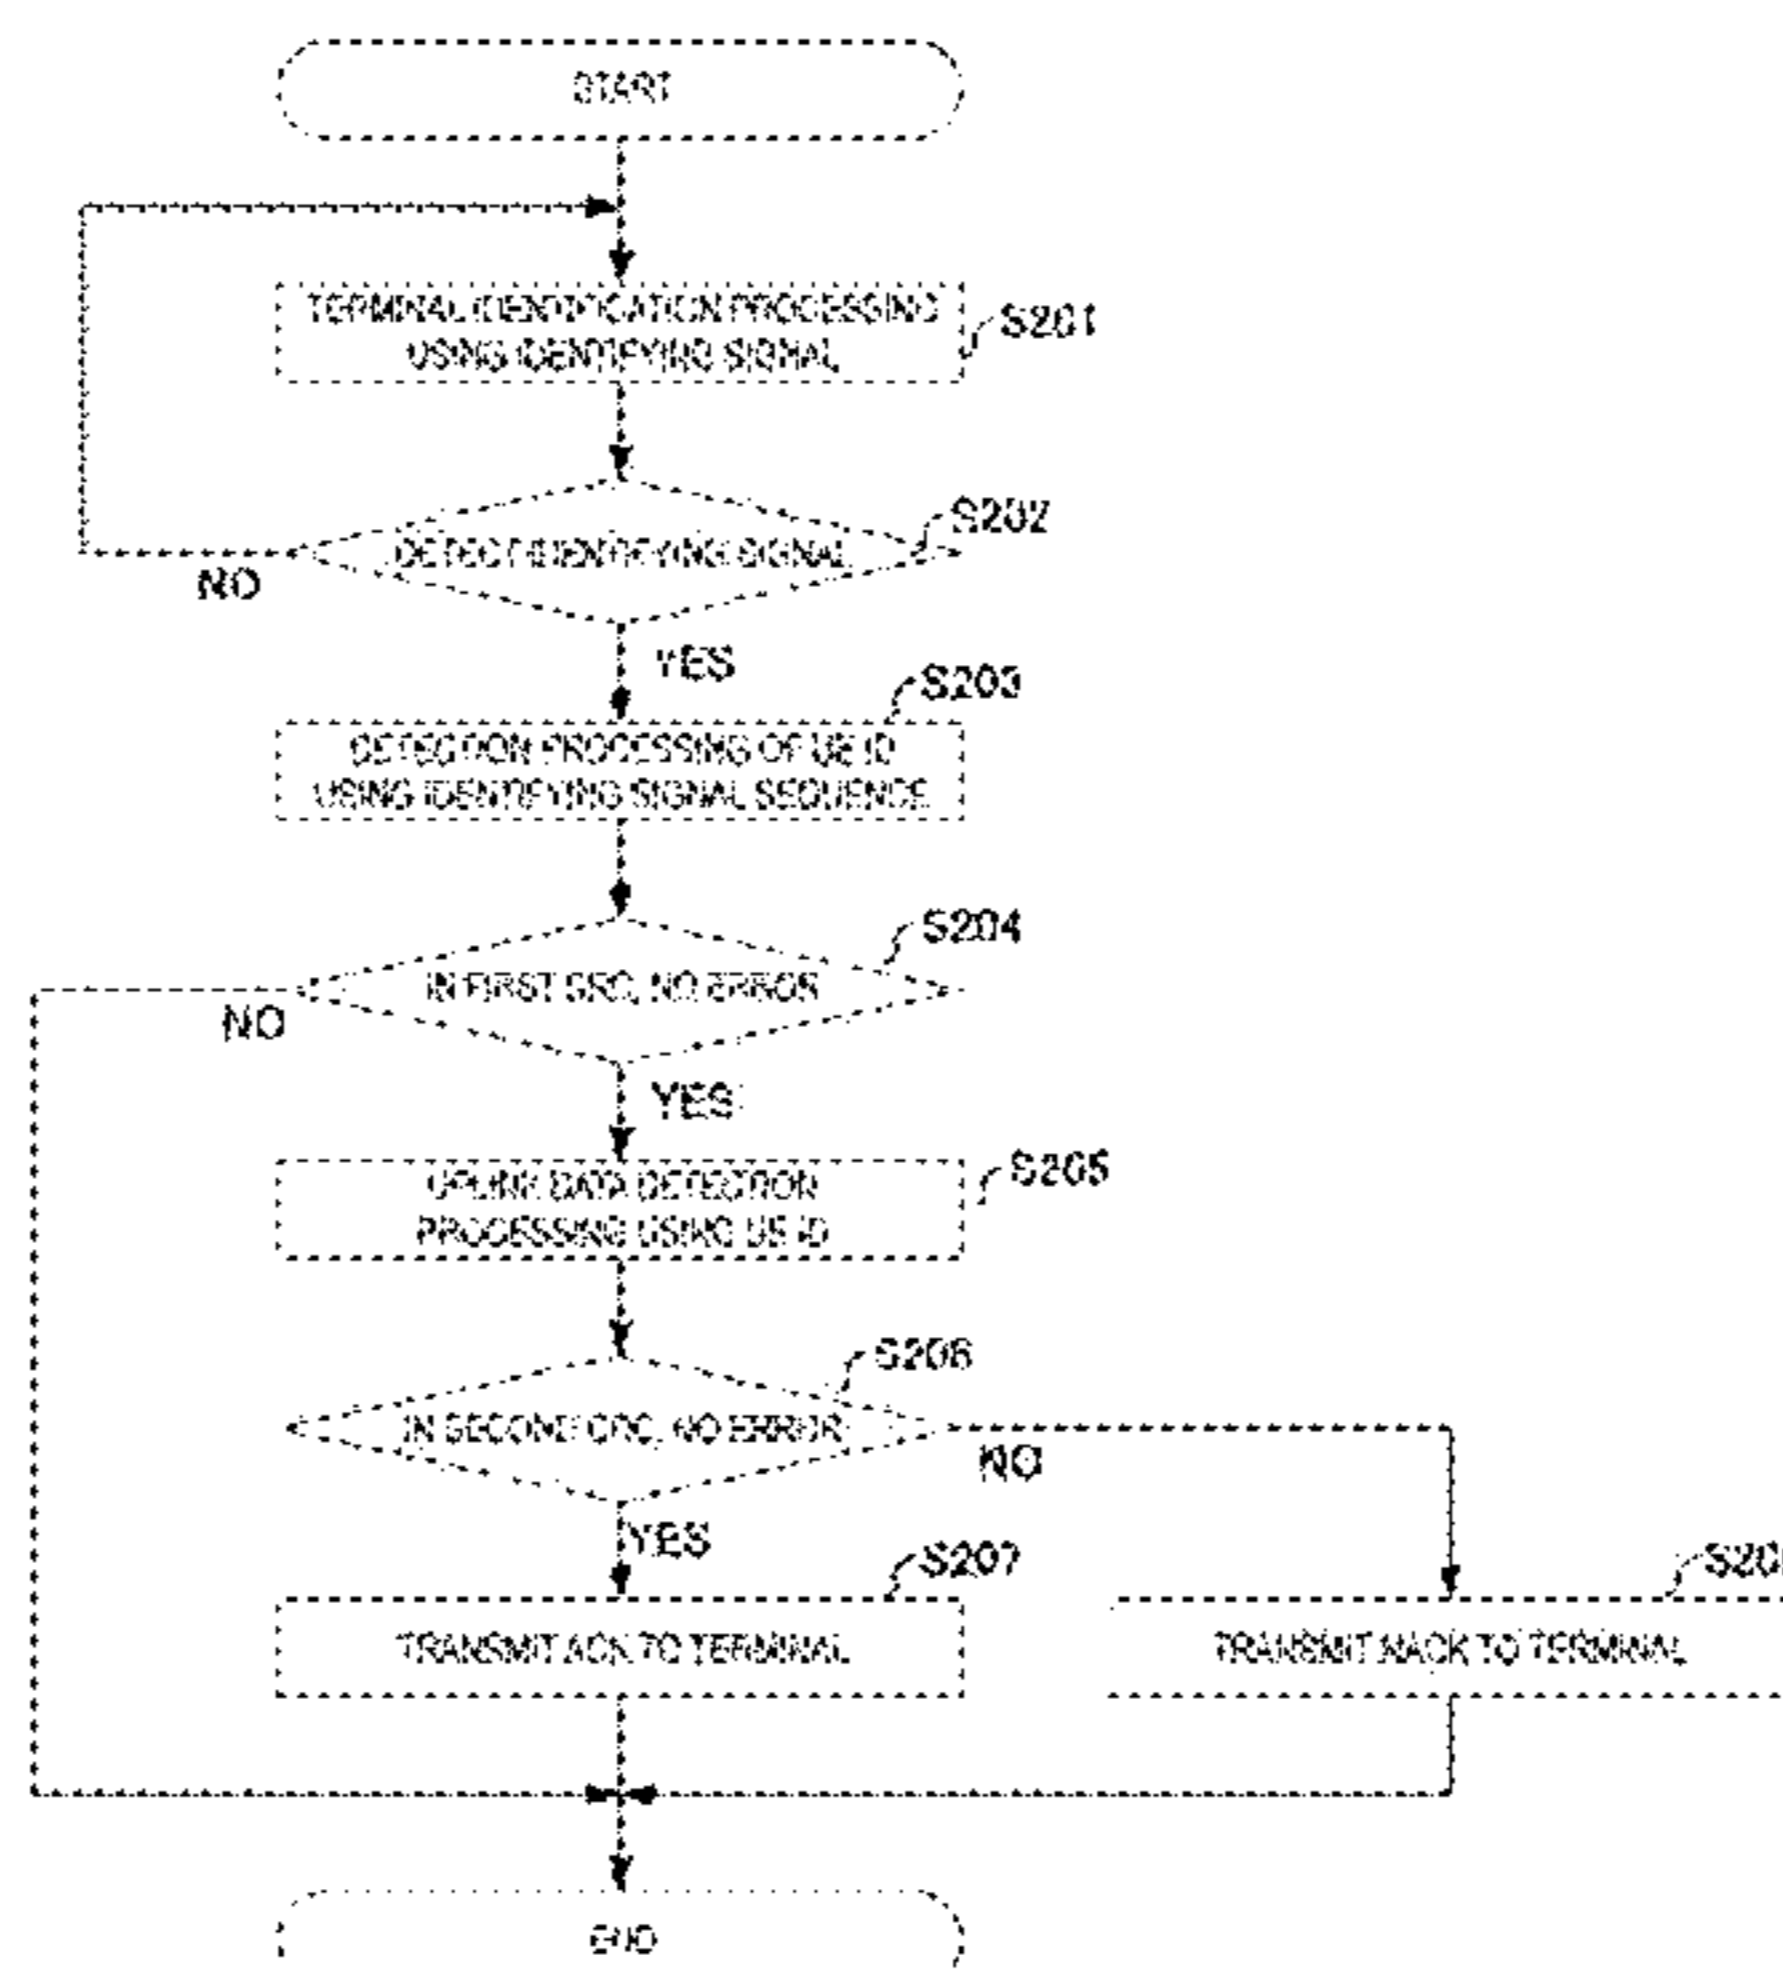 START
TERMINAL IDENTIFICATION PROCESSING
USING IDENTIFYING SIGNAL
S201
S202
DETECT IDENTIFYING SIGNAL
NO
YES
S203
DETECTION PROCESSING OF UE ID
USING IDENTIFYING SIGNAL SEQUENCE
S204
IN FIRST CRC, NO ERROR
NO
YES
S205
UPLINK DATA DETECTION
PROCESSING USING UE ID
S206
IN SECOND CRC, NO ERROR
NO
YES
S207
TRANSMIT ACK TO TERMINAL
S20
TRANSMIT NACK TO TERMINAL
END